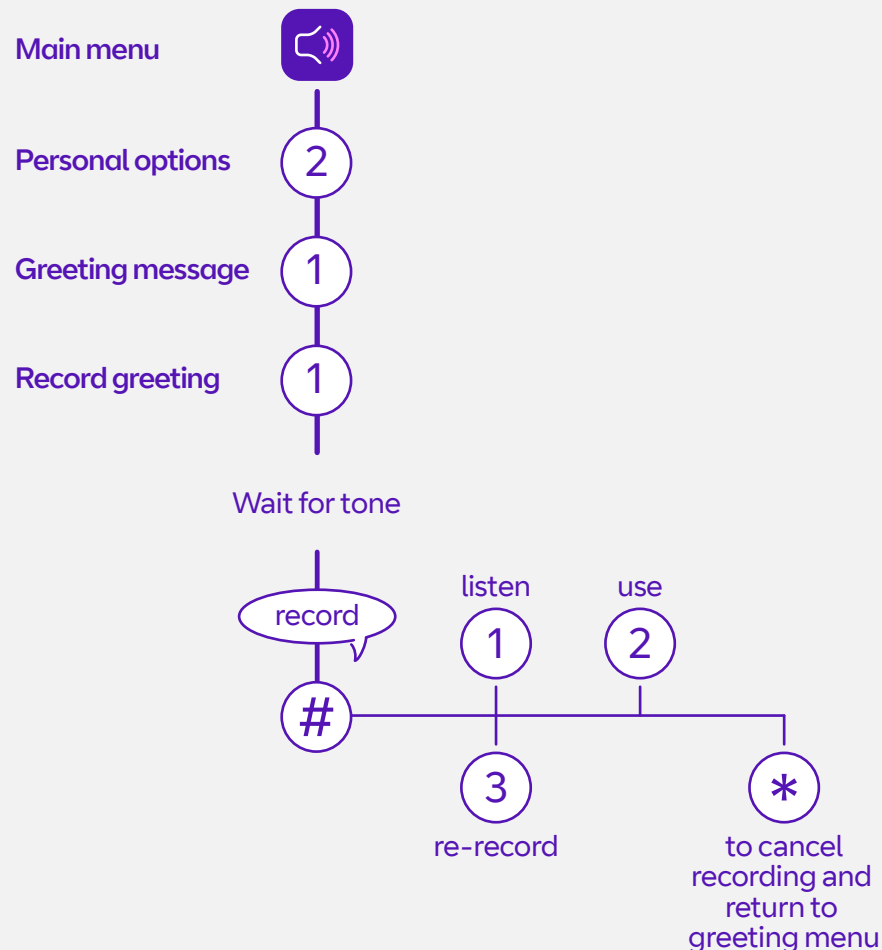 Main menu
Personal options
2
Greeting message
1
Record greeting
1
Wait for tone
record
listen
use
1
2
#
3
*
re-record
to cancel
recording and
return to
greeting menu